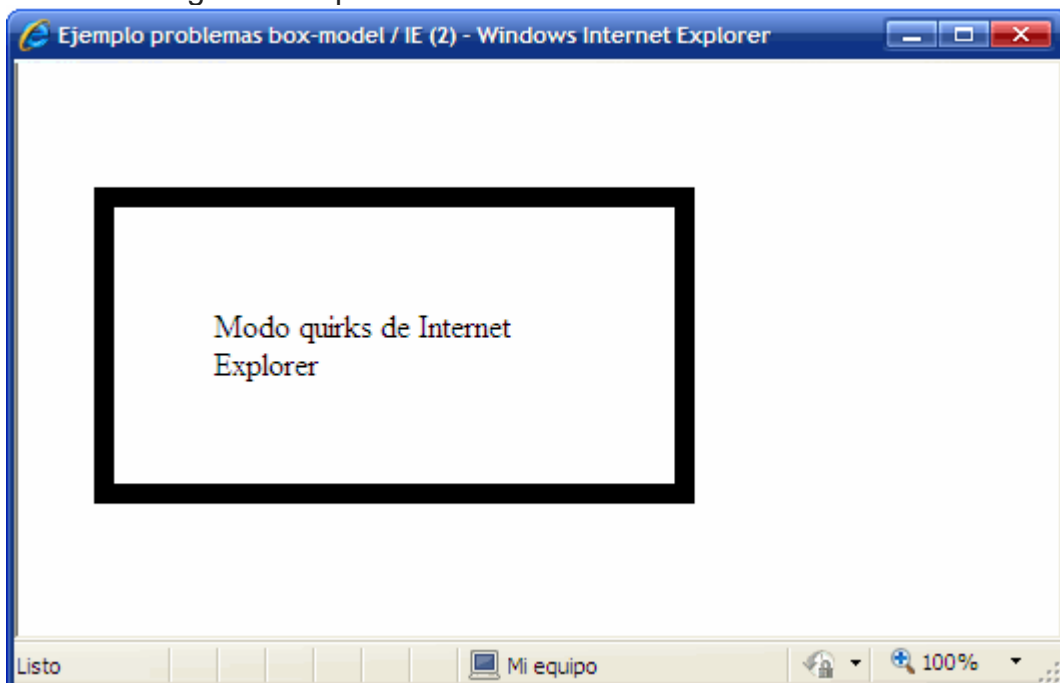 Ejemplo problemas box-model / IE (2) - Windows Internet Explorer
Modo quirks de Internet
Explorer
Listo
Mi equipo
100%